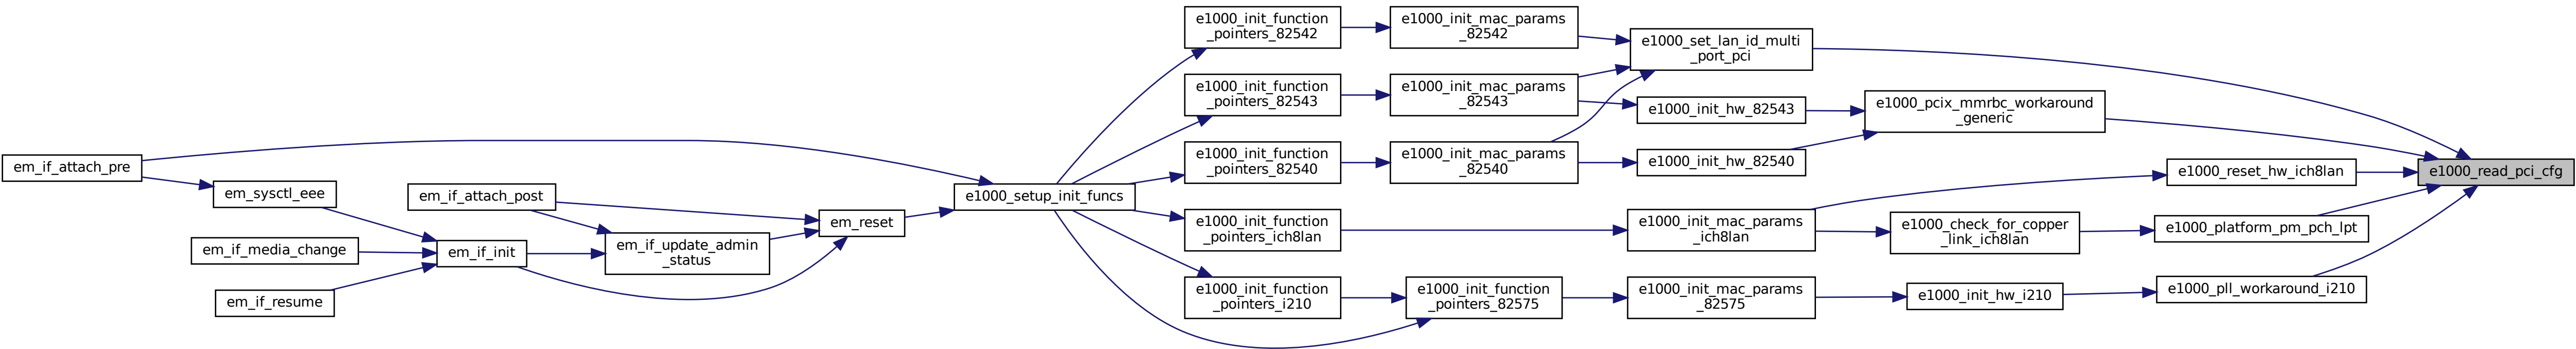 em_if_attach_pre
em_sysctl_eee
em_if_media_change
em_if_resume
em_if_attach_post
em_if_init
em_if_update_admin
_status
em_reset
e1000_setup_init_funcs
e1000_init_function
_pointers_82542
e1000_init_function
_pointers_82543
e1000_init_function
_pointers_82540
e1000_init_function
_pointers_ich8lan
e1000_init_function
_pointers_i210
e1000_init_mac_params
_82542
e1000_init_mac_params
_82543
e1000_init_mac_params
_82540
e1000_init_function
_pointers_82575
e1000_set_lan_id_multi
_port_pci
e1000_init_hw_82543
e1000_init_hw_82540
e1000_init_mac_params
_ich8lan
e1000_init_mac_params
_82575
e1000_pcix_mmrbc_workaround
_generic
e1000_check_for_copper
_link_ich8lan
e1000_init_hw_i210
e1000_reset_hw_ich8lan
e1000_platform_pm_pch_lpt
e1000_pll_workaround_i210
e1000_read_pci_cfg